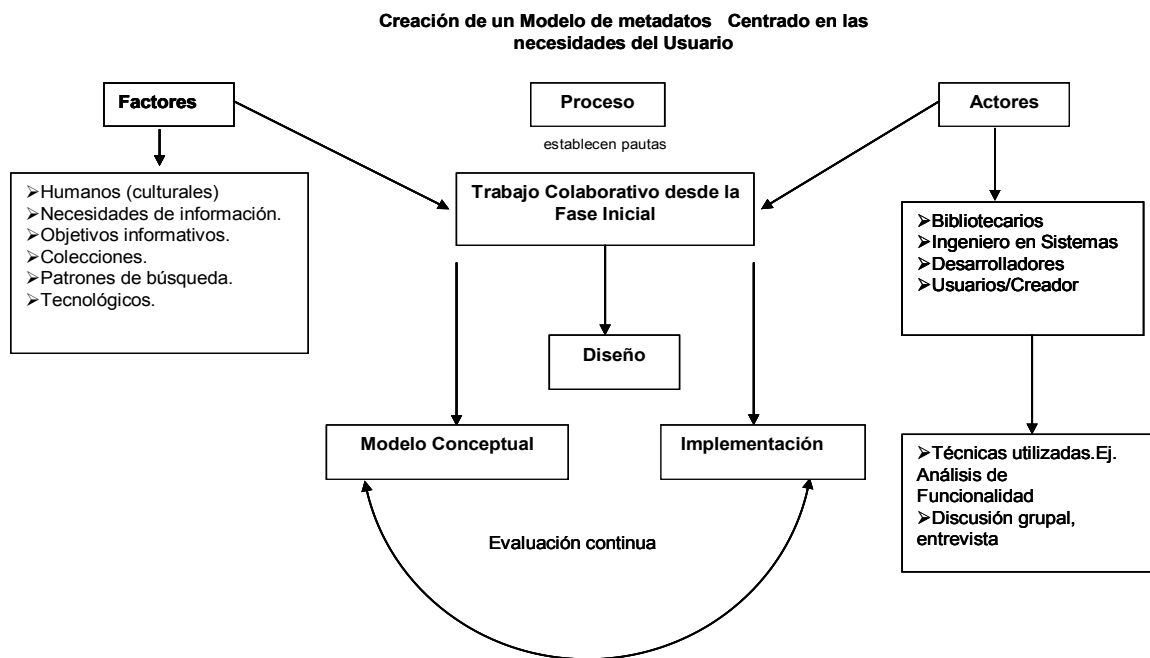 Creación de un Modelo de metadatos Centrado en las
necesidades del Usuario
Factores
Proceso
Actores
establecen pautas
➢Humanos (culturales)
➢Necesidades de información.
➢Objetivos informativos.
➢Colecciones.
➢Patrones de búsqueda.
➢Tecnológicos.
Trabajo Colaborativo desde la
Fase Inicial
➢Bibliotecarios
➢Ingeniero en Sistemas
➢Desarrolladores
➢Usuarios/Creador
Diseño
Modelo Conceptual
Implementación
➢Técnicas utilizadas.Ej.
Análisis de
Funcionalidad
➢Discusión grupal,
entrevista
Evaluación continua